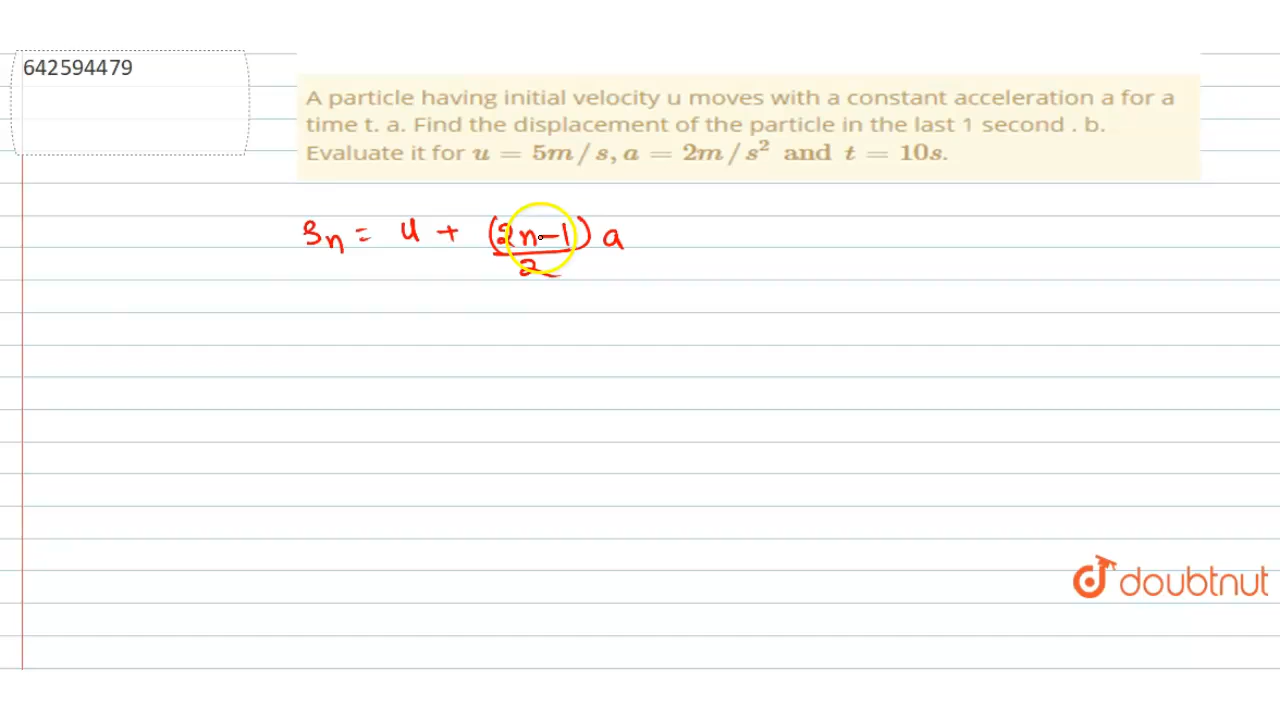 642594479
A particle having initial velocity u moves with a constant acceleration a for a
time t. a. Find the displacement of the particle in the last 1 second . b.
Evaluate it for u = 5m/s, a = 2m/s² and t = 10s.
Sn = u + (2n-1)/2 a
doubtnut